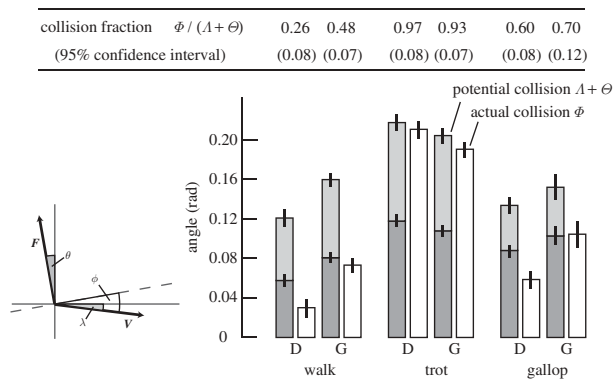 collision fraction Φ / (Λ + Θ) 0.26 0.48 0.97 0.93 0.60 0.70
(95% confidence interval) (0.08) (0.07) (0.08) (0.07) (0.08) (0.12)
potential collision Λ + Θ
actual collision Φ
angle (rad)
0.20
0.16
0.12
0.08
0.04
0
F
θ
ϕ
λ
V
D G D G D G
walk trot gallop